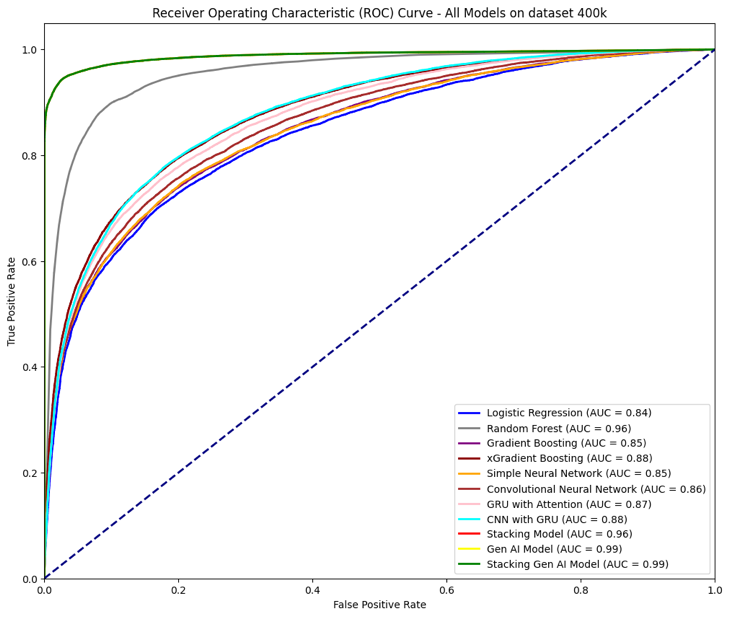 Receiver Operating Characteristic (ROC) Curve - All Models on dataset 400k
True Positive Rate
1.0
0.8
0.6
0.4
0.2
0.0
Logistic Regression (AUC = 0.84)
Random Forest (AUC = 0.96)
Gradient Boosting (AUC = 0.85)
xGradient Boosting (AUC = 0.88)
Simple Neural Network (AUC = 0.85)
Convolutional Neural Network (AUC = 0.86)
GRU with Attention (AUC = 0.87)
CNN with GRU (AUC = 0.88)
Stacking Model (AUC = 0.96)
Gen AI Model (AUC = 0.99)
Stacking Gen AI Model (AUC = 0.99)
0.0 0.2 0.4 0.6 0.8 1.0
False Positive Rate